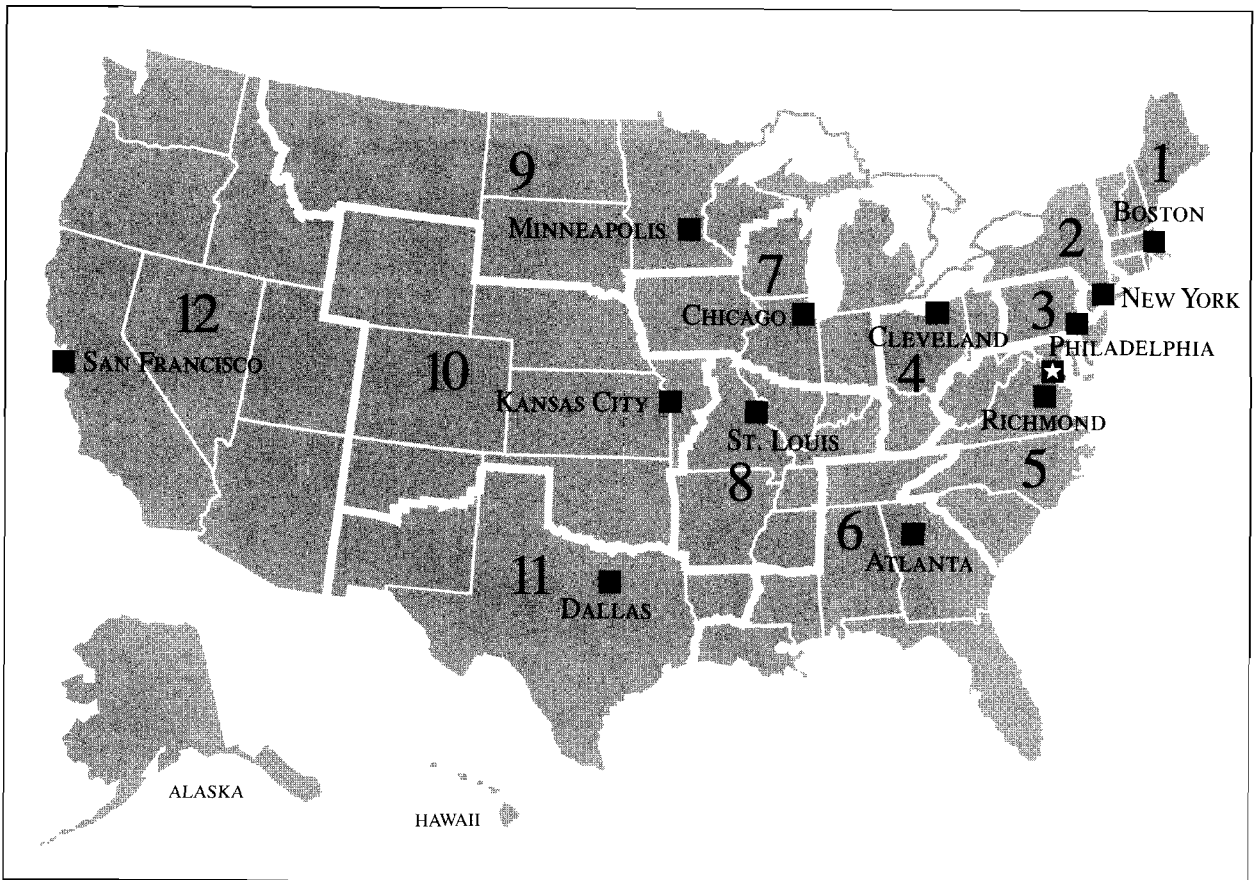 1
BOSTON
9
MINNEAPOLIS
2
7
12
NEW YORK
3
CHICAGO
CLEVELAND
PHILADELPHIA
SAN FRANCISCO
10
4
KANSAS CITY
RICHMOND
ST. LOUIS
5
8
6
ATLANTA
11
DALLAS
ALASKA
HAWAII